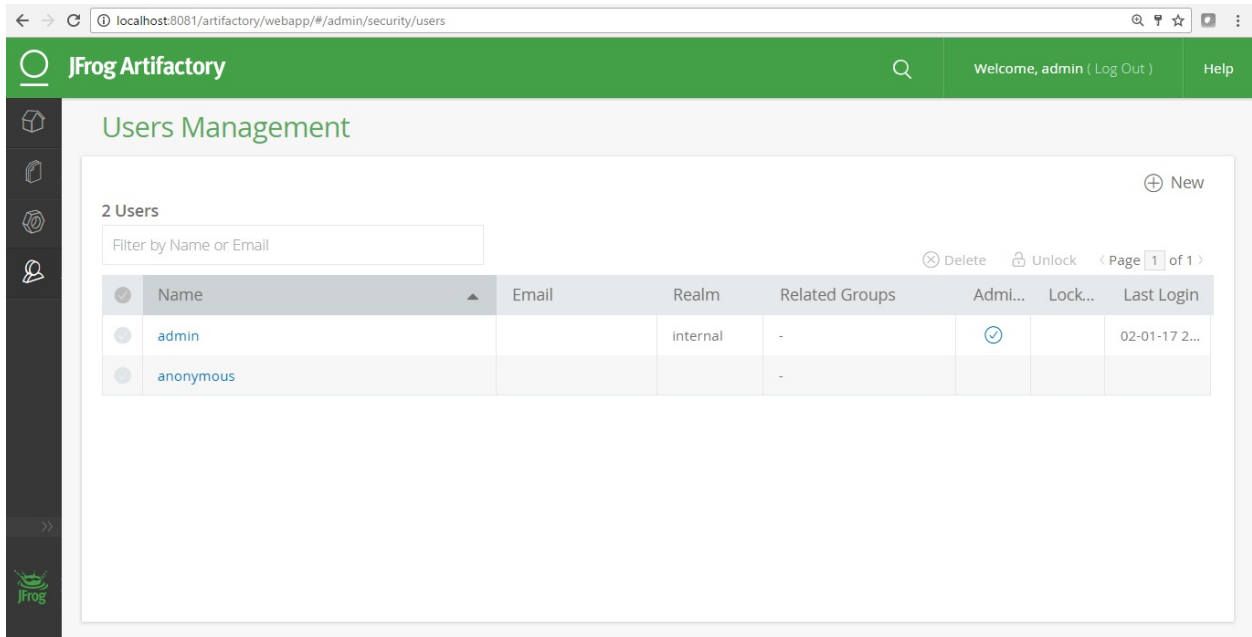 localhost:8081/artifactory/webapp/#/admin/security/users
JFrog Artifactory
Welcome, admin ( Log Out )
Help
Users Management
New
2 Users
Filter by Name or Email
Delete Unlock Page 1 of 1
Name Email Realm Related Groups Admi... Lock... Last Login
admin internal - 02-01-17 2...
anonymous -
JFrog